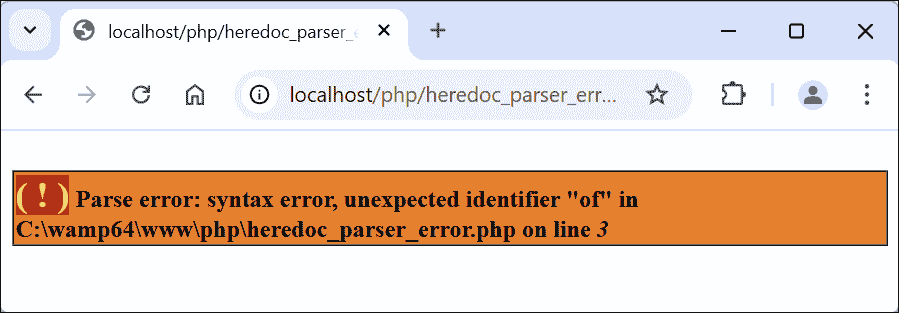 localhost/php/heredoc_parser_e
localhost/php/heredoc_parser_err...
( ! ) Parse error: syntax error, unexpected identifier "of" in
C:\wamp64\www\php\heredoc_parser_error.php on line 3